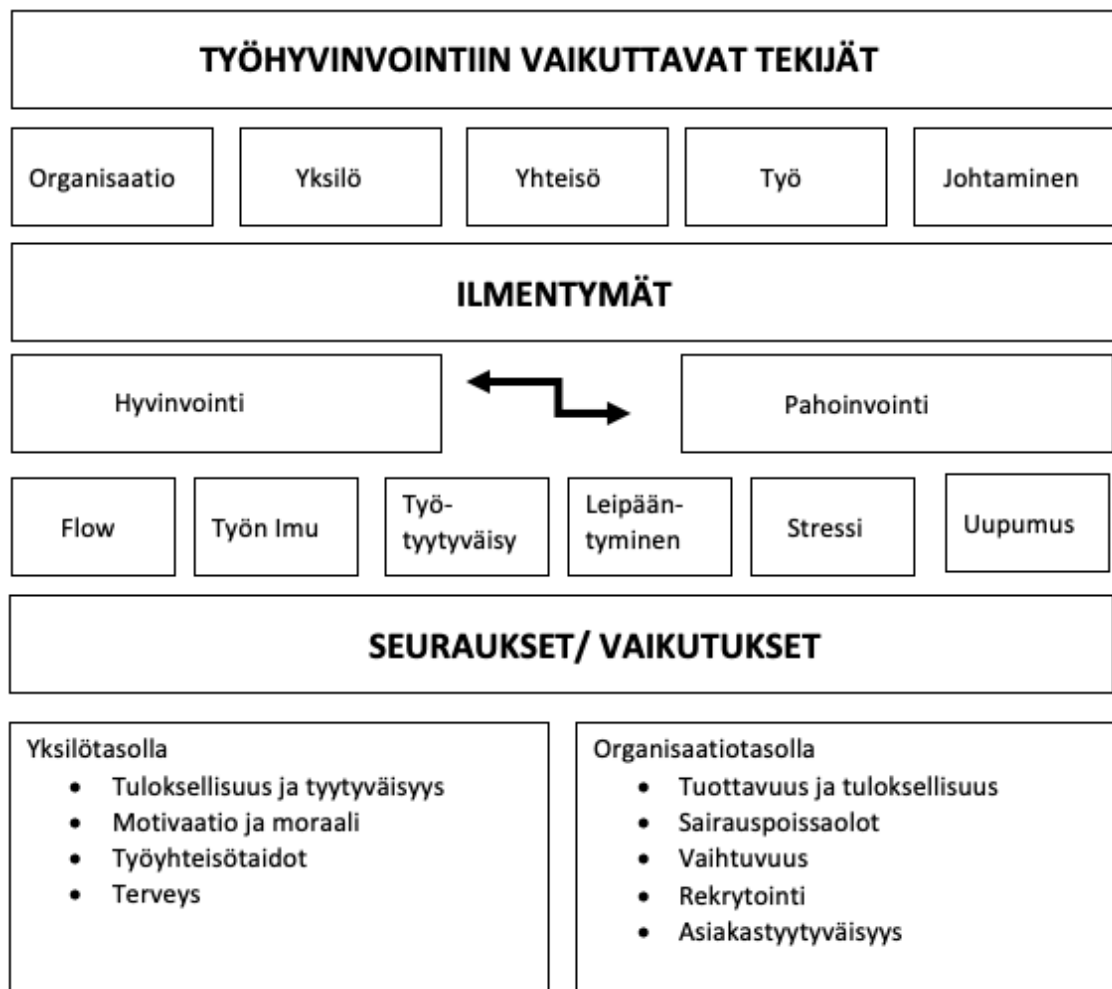 TYÖHYVINVOINTIIN VAIKUTTAVAT TEKIJÄT
Organisaatio
Yksilö
Yhteisö
Työ
Johtaminen
ILMENTYMÄT
Hyvinvointi
Pahoinvointi
Flow
Työn Imu
Työ-
tyytyväisy
Leipään-
tyminen
Stressi
Uupumus
SEURAUKSET/ VAIKUTUKSET
Yksilötasolla
• Tuloksellisuus ja tyytyväisyys
• Motivaatio ja moraali
• Työyhteisötaidot
• Terveys
Organisaatiotasolla
• Tuottavuus ja tuloksellisuus
• Sairauspoissaolot
• Vaihtuvuus
• Rekrytointi
• Asiakastyytyväisyys